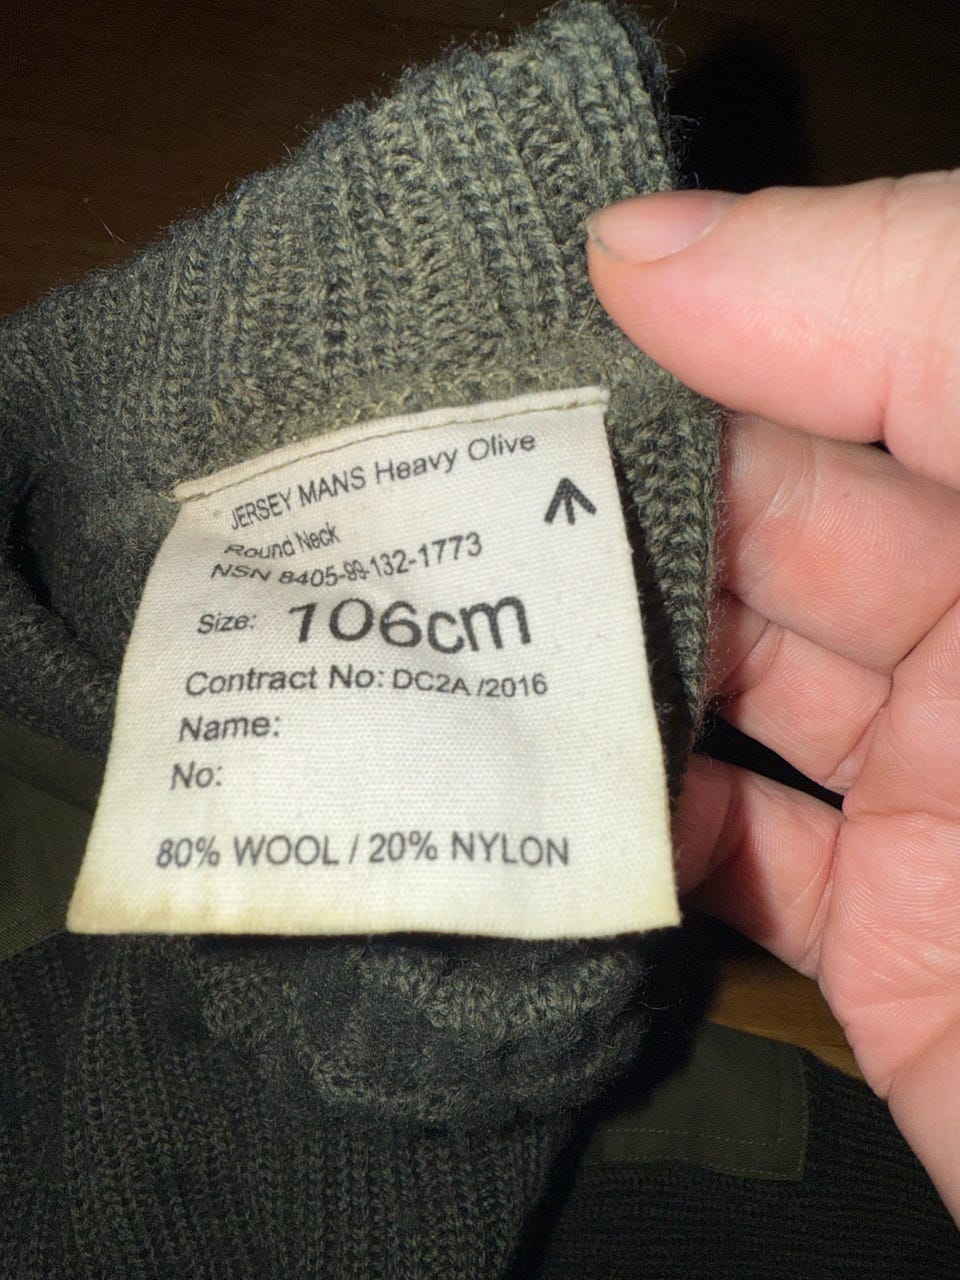 JERSEY MANS Heavy Olive
Round Neck
NSN 8405-99-132-1773
Size: 106cm
Contract No: DC2A /2016
Name:
No:
80% WOOL / 20% NYLON